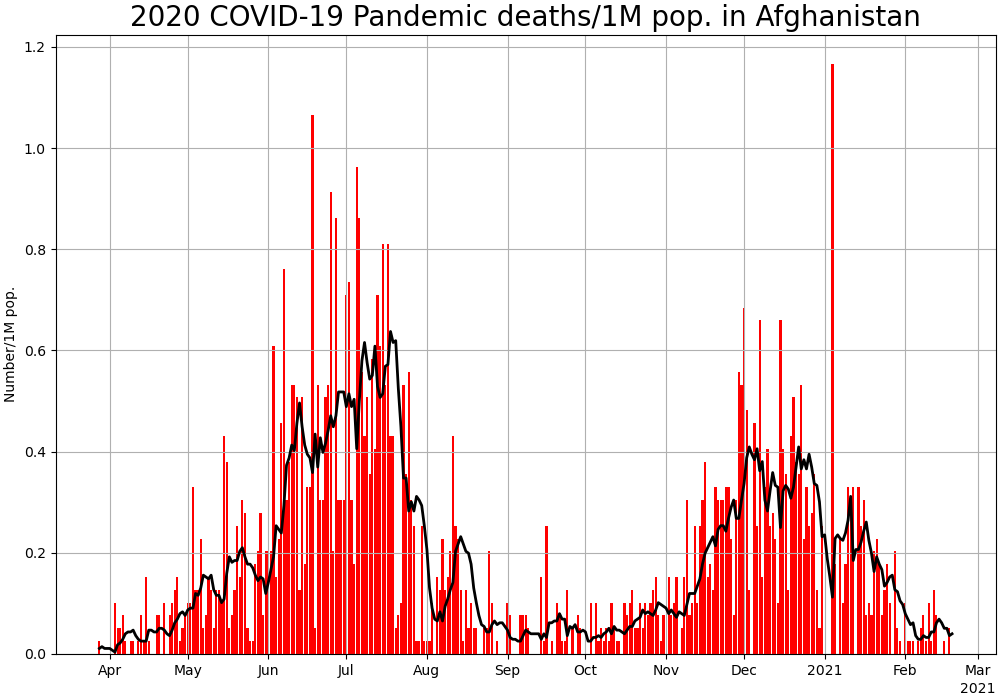 2020 COVID-19 Pandemic deaths/1M pop. in Afghanistan
Number/1M pop.
1.2
1.0
0.8
0.6
0.4
0.2
0.0
Apr May Jun Jul Aug Sep Oct Nov Dec 2021 Feb Mar
2021